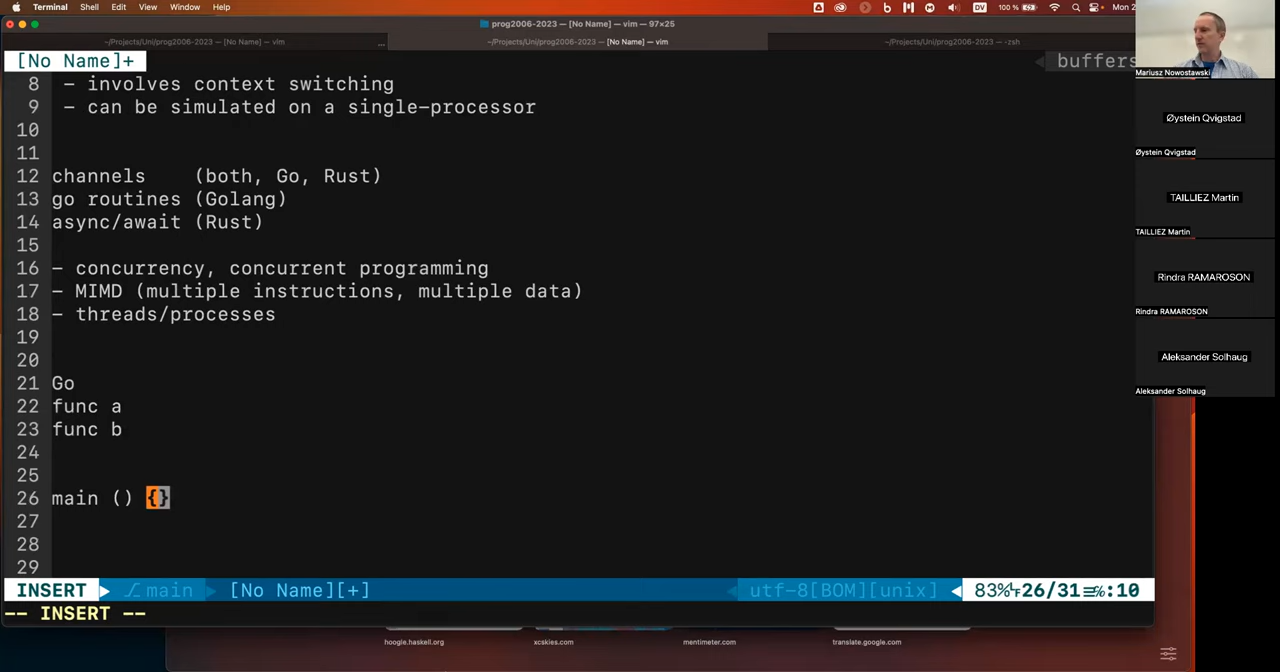 Terminal Shell Edit View Window Help 100 % Mon 2
prog2006-2023 — [No Name] — vim — 97×25
~/Projects/Uni/prog2006-2023 — [No Name] — vim ... ~/Projects/Uni/prog2006-2023 — [No Name] — vim ~/Projects/Uni/prog2006-2023 — -zsh
[No Name]+ buffers
8 - involves context switching
9 - can be simulated on a single-processor
10
11
12 channels (both, Go, Rust)
13 go routines (Golang)
14 async/await (Rust)
15
16 - concurrency, concurrent programming
17 - MIMD (multiple instructions, multiple data)
18 - threads/processes
19
20
21 Go
22 func a
23 func b
24
25
26 main () {}
27
28
29
INSERT main [No Name][+] utf-8[BOM][unix] 83% 26/31 :10
-- INSERT --
hoogle.haskell.org xcskies.com mentimeter.com translate.google.com
Mariusz Nowostawski
Øystein Qvigstad
Øystein Qvigstad
TAILLIEZ Martin
TAILLIEZ Martin
Rindra RAMAROSON
Rindra RAMAROSON
Aleksander Solhaug
Aleksander Solhaug